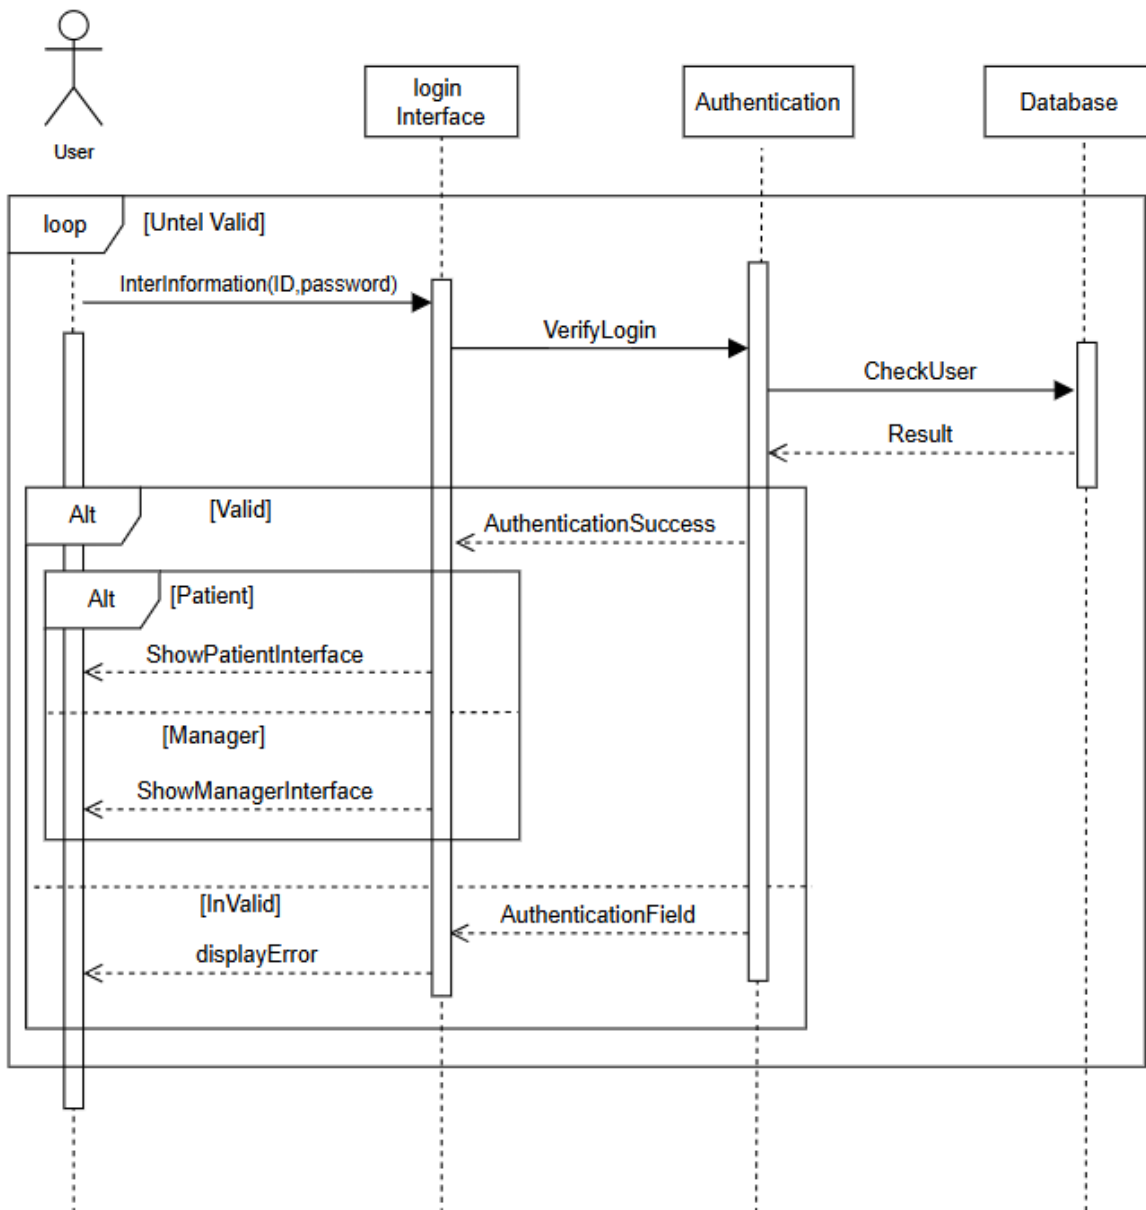 User
login
Interface
Authentication
Database
loop
[Untel Valid]
InterInformation(ID,password)
VerifyLogin
CheckUser
Result
Alt
[Valid]
AuthenticationSuccess
Alt
[Patient]
ShowPatientInterface
[Manager]
ShowManagerInterface
[InValid]
AuthenticationField
displayError